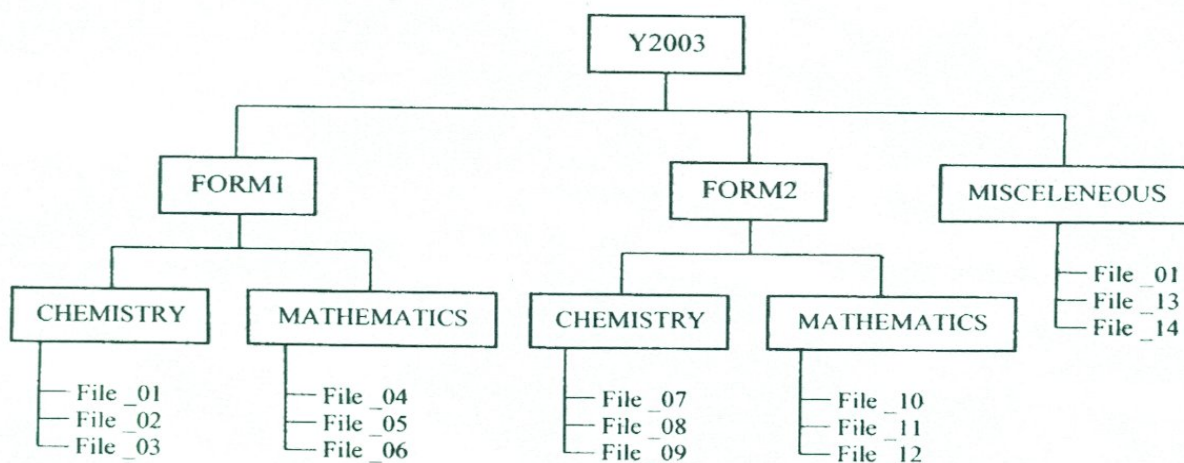 Y2003
FORM1
FORM2
MISCELENEOUS
CHEMISTRY
MATHEMATICS
CHEMISTRY
MATHEMATICS
File _01
File _02
File _03
File _04
File _05
File _06
File _07
File _08
File _09
File _10
File _11
File _12
File _01
File _13
File _14